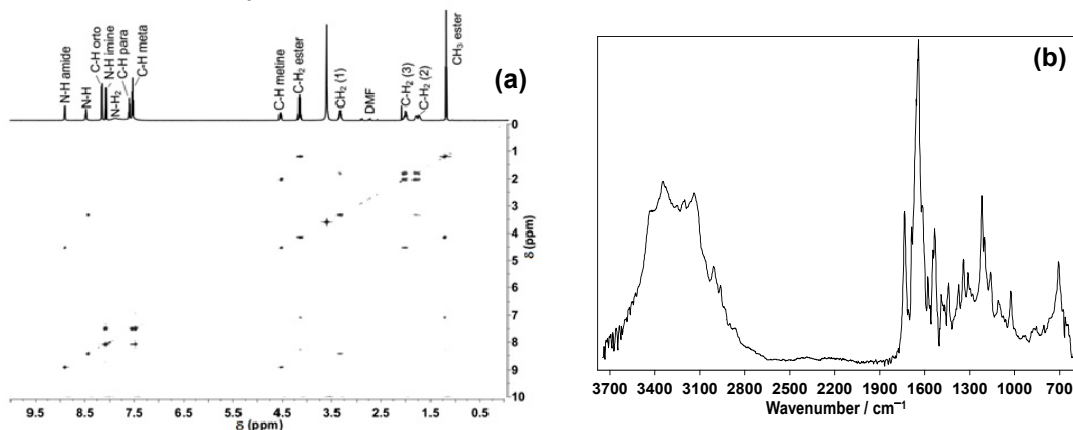 N-H amide
N-H
C-H orto
N-H imine
N-H₂
C-H para
C-H meta
C-H metine
C-H₂ ester
CH₂ (1)
DMF
C-H₂ (3)
C-H₂ (2)
CH₃ ester
(a)
0
1
2
3
4
5
6
7
8
9
10
δ (ppm)
9.5 8.5 7.5 6.5 5.5 4.5 3.5 2.5 1.5 0.5
δ (ppm)
(b)
3700 3400 3100 2800 2500 2200 1900 1600 1300 1000 700
Wavenumber / cm⁻¹